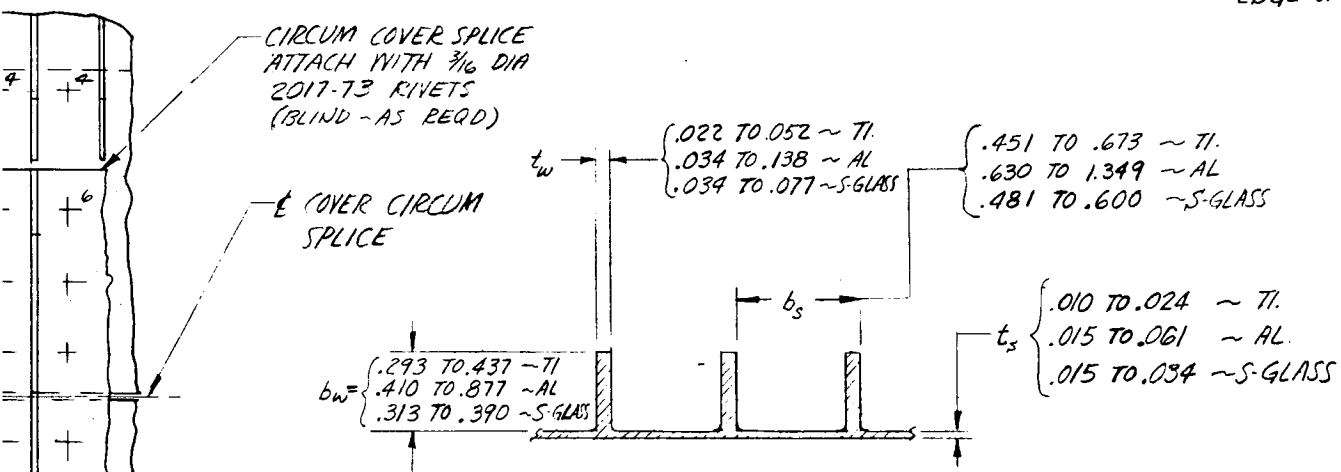 EDGE
CIRCUM COVER SPLICE
ATTACH WITH 3/16 DIA
2017-T3 RIVETS
(BLIND - AS REQD)
4
4
6
℄ COVER CIRCUM
SPLICE
t_w
.022 TO .052 ~ TI.
.034 TO .138 ~ AL
.034 TO .077 ~ S-GLASS
.451 TO .673 ~ TI.
.630 TO 1.349 ~ AL
.481 TO .600 ~ S-GLASS
b_s
t_s
.010 TO .024 ~ TI.
.015 TO .061 ~ AL.
.015 TO .034 ~ S-GLASS
b_w =
.293 TO .437 ~ TI
.410 TO .877 ~ AL
.313 TO .390 ~ S-GLASS